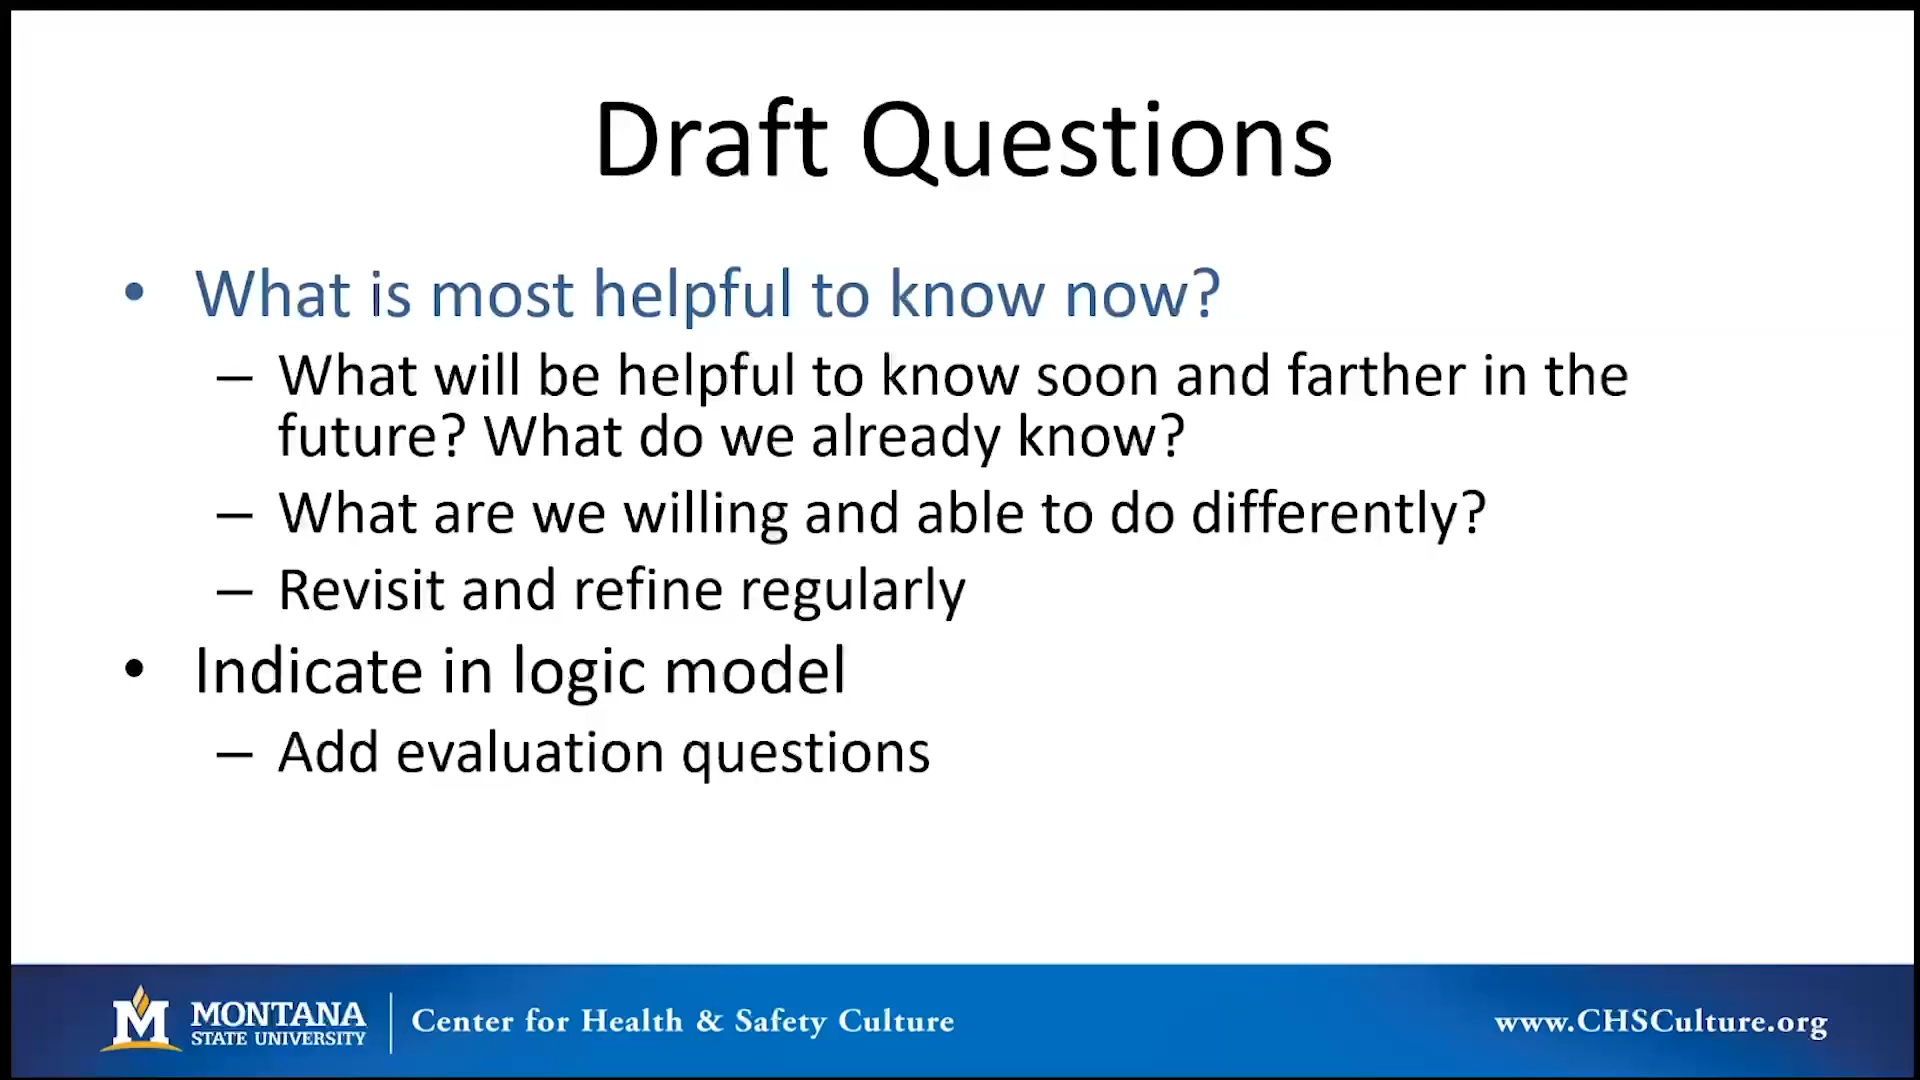 Draft Questions
• What is most helpful to know now?
– What will be helpful to know soon and farther in the
future? What do we already know?
– What are we willing and able to do differently?
– Revisit and refine regularly
• Indicate in logic model
– Add evaluation questions
M MONTANA
STATE UNIVERSITY
Center for Health & Safety Culture
www.CHSCulture.org